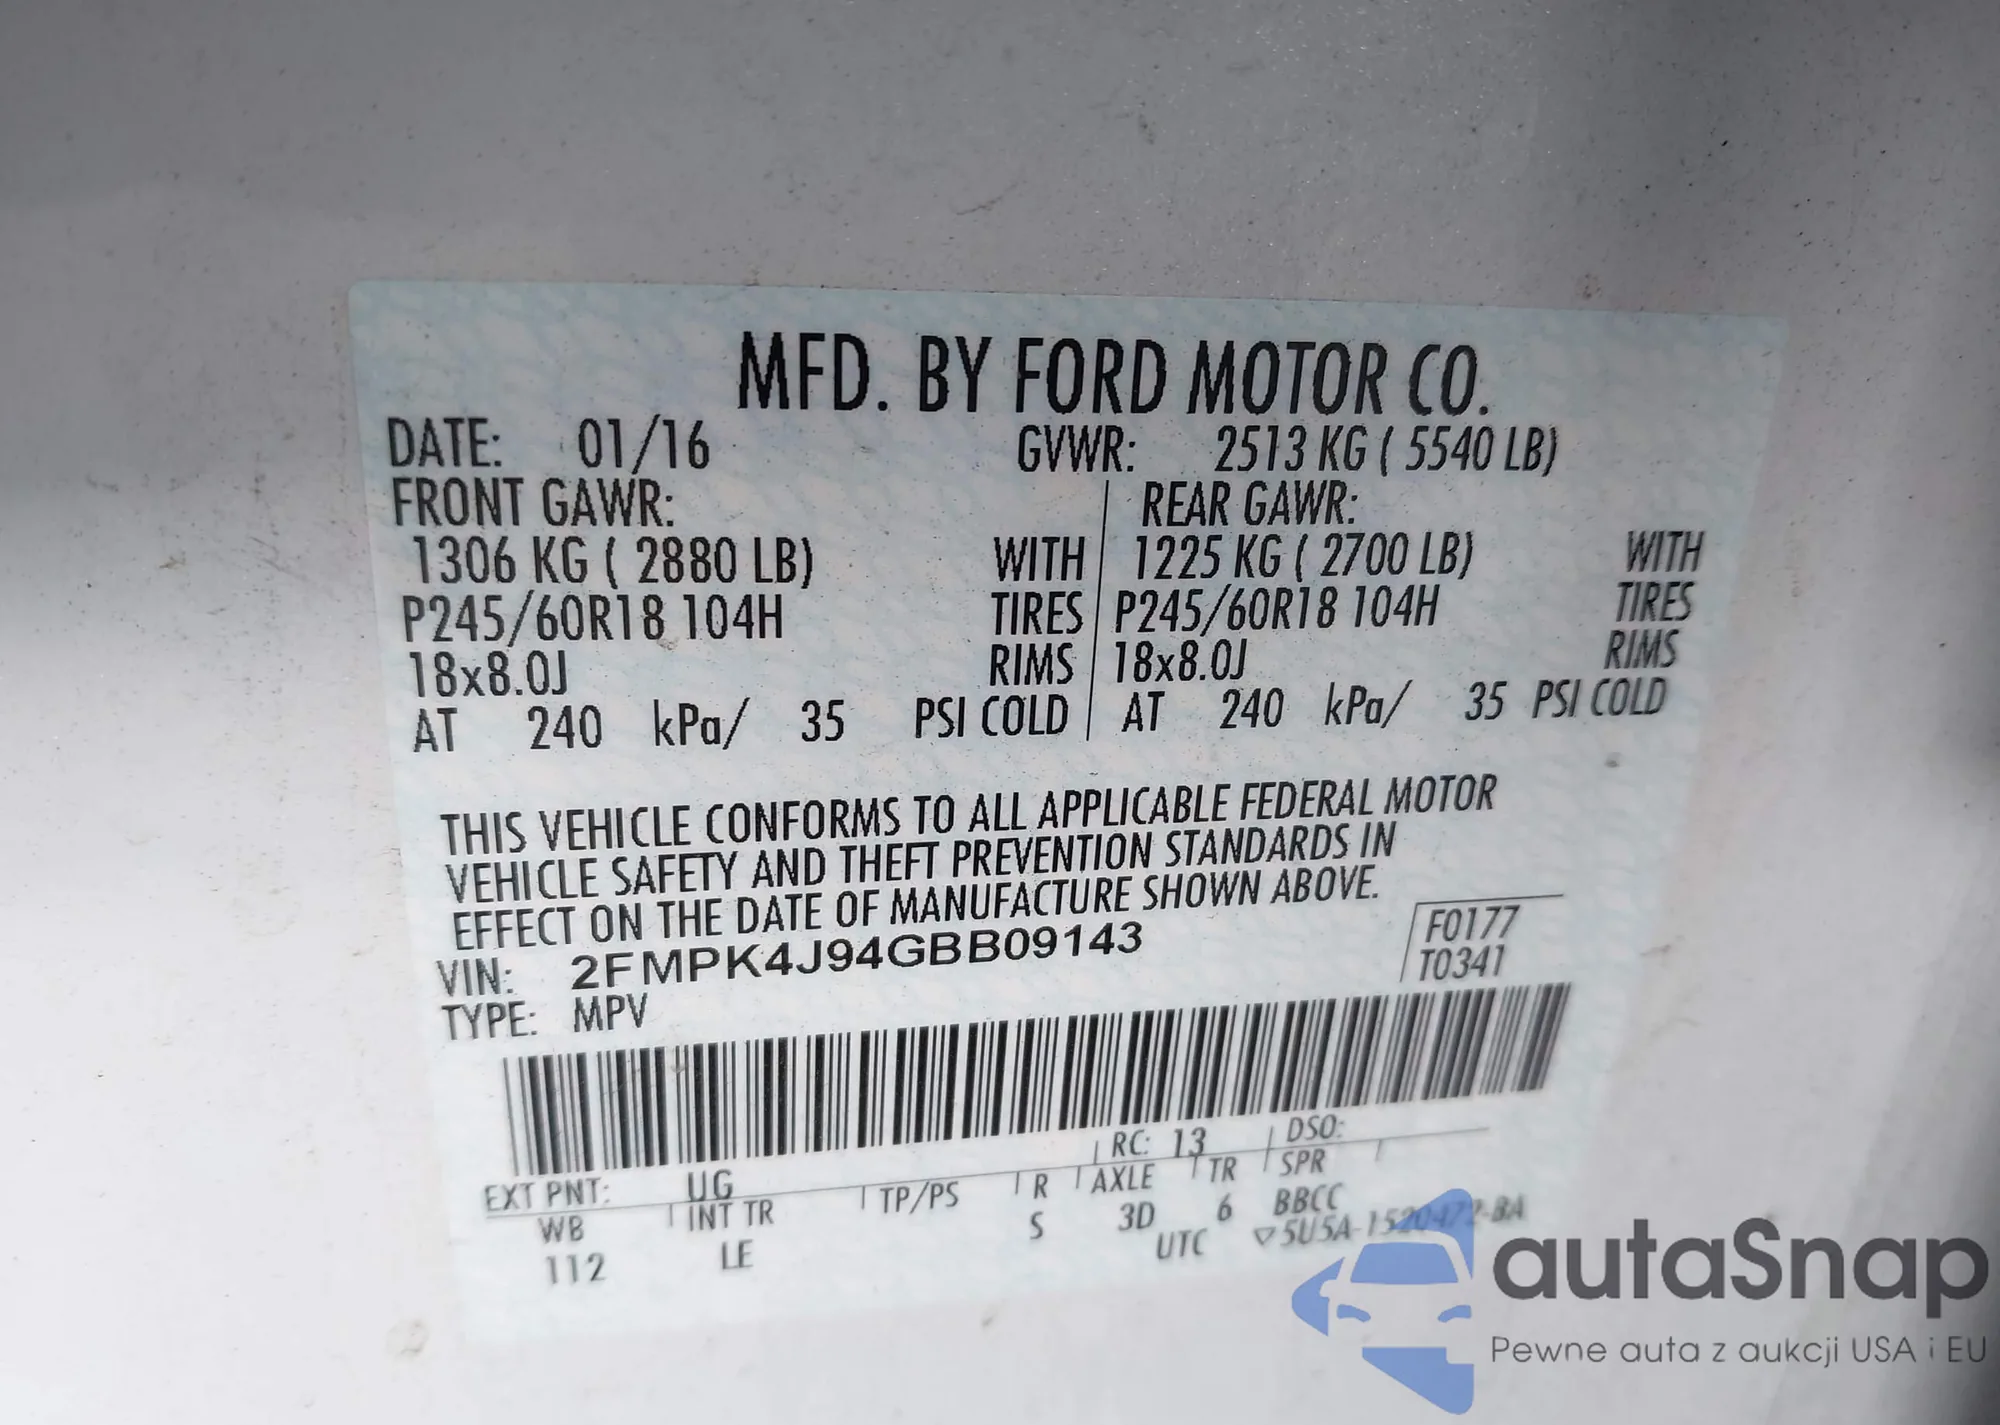 MFD. BY FORD MOTOR CO.
DATE: 01/16 GVWR: 2513 KG ( 5540 LB)
FRONT GAWR: REAR GAWR:
1306 KG ( 2880 LB) WITH 1225 KG ( 2700 LB) WITH
P245/60R18 104H TIRES P245/60R18 104H TIRES
18x8.0J RIMS 18x8.0J RIMS
AT 240 kPa/ 35 PSI COLD AT 240 kPa/ 35 PSI COLD
THIS VEHICLE CONFORMS TO ALL APPLICABLE FEDERAL MOTOR
VEHICLE SAFETY AND THEFT PREVENTION STANDARDS IN
EFFECT ON THE DATE OF MANUFACTURE SHOWN ABOVE.
VIN: 2FMPK4J94GBB09143
F0177
T0341
TYPE: MPV
EXT PNT: UG RC: 13 DSO:
WB INT TR TP/PS R AXLE TR SPR
112 LE S 3D 6 BBCC
UTC ▽5U5A-1520472-BA
autaSnap
Pewne auta z aukcji USA i EU